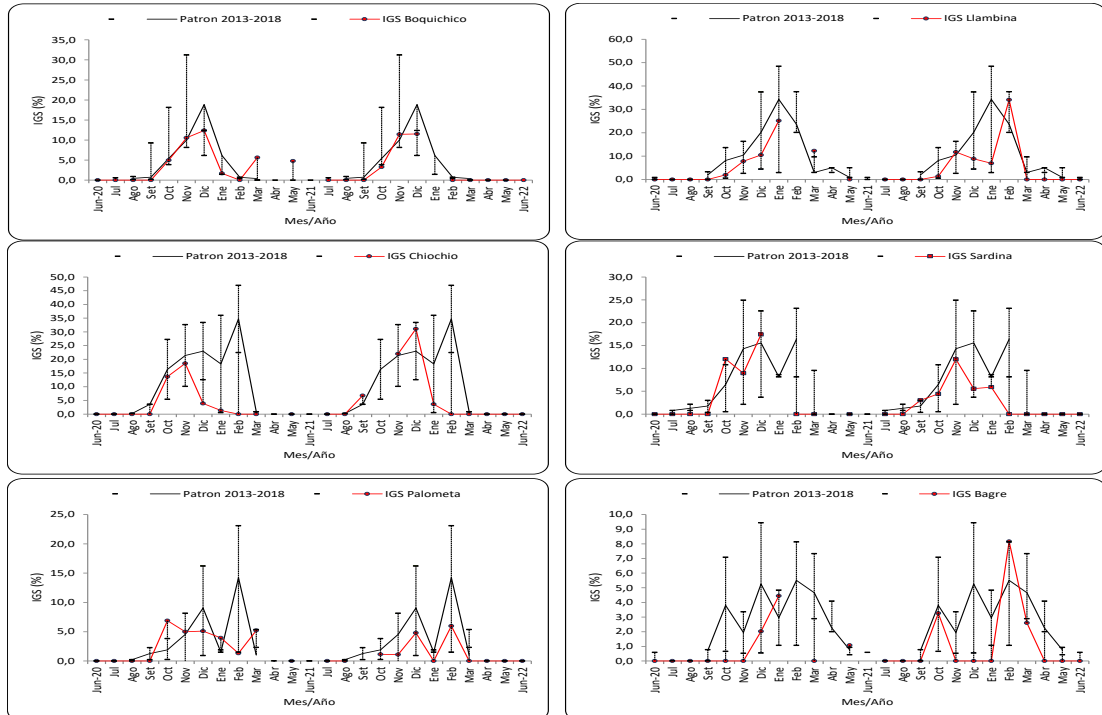 Patron 2013-2018 IGS Boquichico
35,0
30,0
25,0
20,0
15,0
10,0
5,0
0,0
IGS (%)
Jun-20 Jul Ago Set Oct Nov Dic Ene Feb Mar Abr May Jun-21 Jul Ago Set Oct Nov Dic Ene Feb Mar Abr May Jun-22
Mes/Año
Patron 2013-2018 IGS Llambina
60,0
50,0
40,0
30,0
20,0
10,0
0,0
IGS (%)
Jun-20 Jul Ago Set Oct Nov Dic Ene Feb Mar Abr May Jun-21 Jul Ago Set Oct Nov Dic Ene Feb Mar Abr May Jun-22
Mes/Año
Patron 2013-2018 IGS Chiochio
50,0
45,0
40,0
35,0
30,0
25,0
20,0
15,0
10,0
5,0
0,0
IGS (%)
Jun-20 Jul Ago Set Oct Nov Dic Ene Feb Mar Abr May Jun-21 Jul Ago Set Oct Nov Dic Ene Feb Mar Abr May Jun-22
Mes/Año
Patron 2013-2018 IGS Sardina
30,0
25,0
20,0
15,0
10,0
5,0
0,0
IGS (%)
Jun-20 Jul Ago Set Oct Nov Dic Ene Feb Mar Abr May Jun-21 Jul Ago Set Oct Nov Dic Ene Feb Mar Abr May Jun-22
Mes/Año
Patron 2013-2018 IGS Palometa
25,0
20,0
15,0
10,0
5,0
0,0
IGS (%)
Jun-20 Jul Ago Set Oct Nov Dic Ene Feb Mar Abr May Jun-21 Jul Ago Set Oct Nov Dic Ene Feb Mar Abr May Jun-22
Mes/Año
Patron 2013-2018 IGS Bagre
10,0
9,0
8,0
7,0
6,0
5,0
4,0
3,0
2,0
1,0
0,0
IGS (%)
Jun-20 Jul Ago Set Oct Nov Dic Ene Feb Mar Abr May Jun-21 Jul Ago Set Oct Nov Dic Ene Feb Mar Abr May Jun-22
Mes/Año